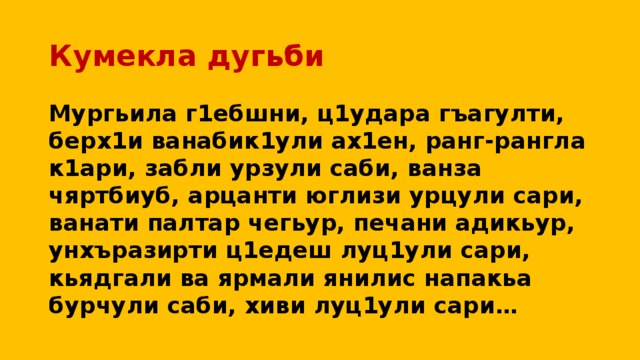 Кумекла дугьби
Мургьила г1ебшни, ц1удара гъагулти,
берх1и ванабик1ули ах1ен, ранг-рангла
к1ари, забли урзули саби, ванза
чяртбиуб, арцанти юглизи урцули сари,
ванати палтар чегьур, печани адикьур,
унхъразирти ц1едеш луц1ули сари,
кьядгали ва ярмали янилис напакьа
бурчули саби, хиви луц1ули сари…